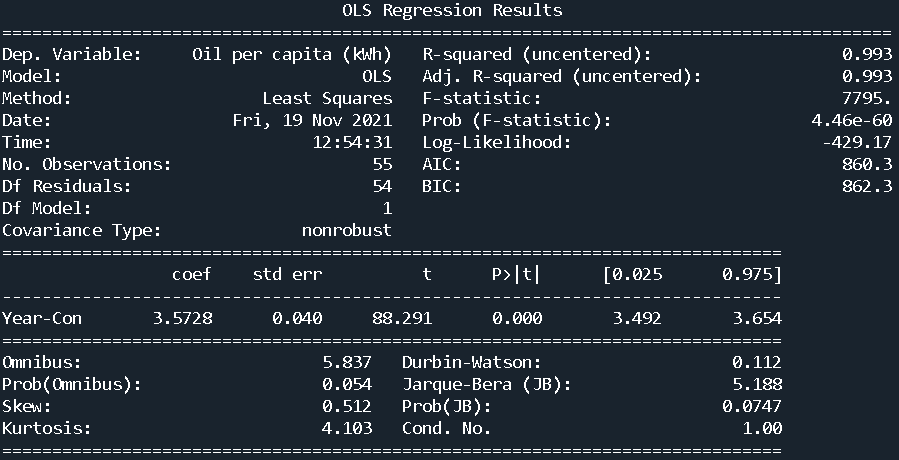 OLS Regression Results
==============================================================================
Dep. Variable: Oil per capita (kWh) R-squared (uncentered): 0.993
Model: OLS Adj. R-squared (uncentered): 0.993
Method: Least Squares F-statistic: 7795.
Date: Fri, 19 Nov 2021 Prob (F-statistic): 4.46e-60
Time: 12:54:31 Log-Likelihood: -429.17
No. Observations: 55 AIC: 860.3
Df Residuals: 54 BIC: 862.3
Df Model: 1
Covariance Type: nonrobust
==============================================================================
coef std err t P>|t| [0.025 0.975]
------------------------------------------------------------------------------
Year-Con 3.5728 0.040 88.291 0.000 3.492 3.654
==============================================================================
Omnibus: 5.837 Durbin-Watson: 0.112
Prob(Omnibus): 0.054 Jarque-Bera (JB): 5.188
Skew: 0.512 Prob(JB): 0.0747
Kurtosis: 4.103 Cond. No. 1.00
==============================================================================